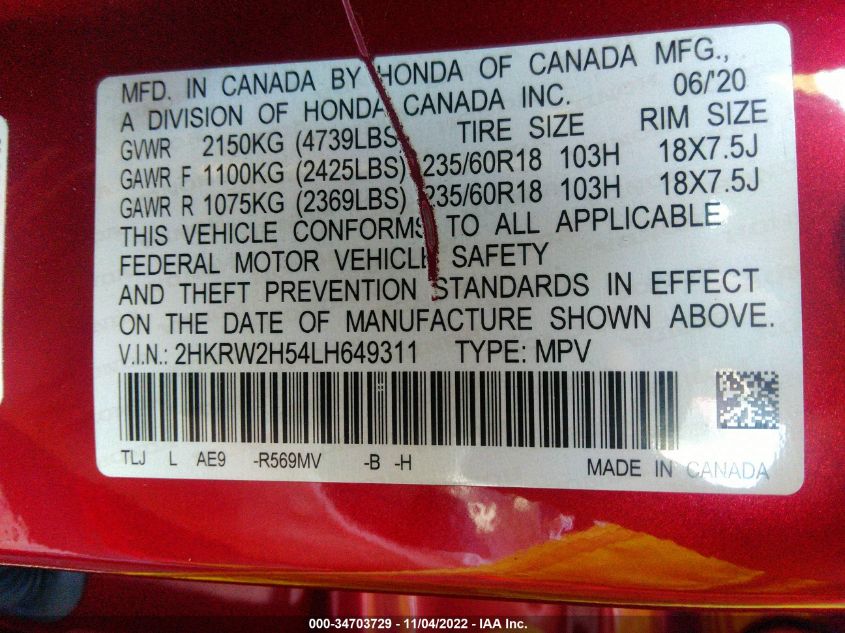 MFD. IN CANADA BY HONDA OF CANADA MFG.,
A DIVISION OF HONDA CANADA INC. 06/'20
GVWR 2150KG (4739LBS) TIRE SIZE RIM SIZE
GAWR F 1100KG (2425LBS) 235/60R18 103H 18X7.5J
GAWR R 1075KG (2369LBS) 235/60R18 103H 18X7.5J
THIS VEHICLE CONFORMS TO ALL APPLICABLE
FEDERAL MOTOR VEHICLE SAFETY
AND THEFT PREVENTION STANDARDS IN EFFECT
ON THE DATE OF MANUFACTURE SHOWN ABOVE.
V.I.N.: 2HKRW2H54LH649311 TYPE: MPV
TLJ L AE9 -R569MV -B -H MADE IN CANADA
000-34703729 - 11/04/2022 - IAA Inc.